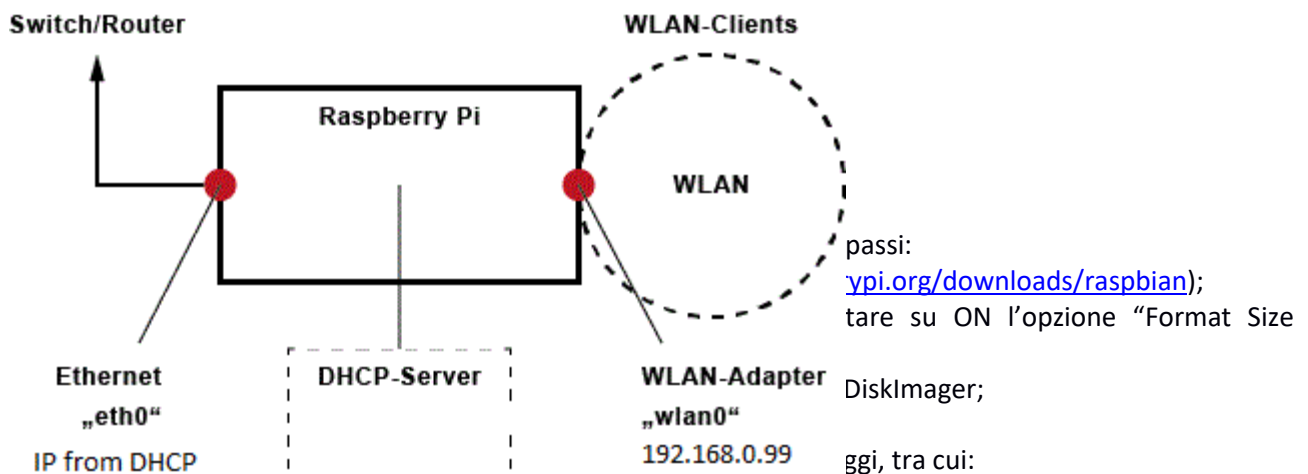 Switch/Router
WLAN-Clients
Raspberry Pi
WLAN
passi:
ypi.org/downloads/raspbian);
tare su ON l’opzione “Format Size
Ethernet
„eth0“
IP from DHCP
DHCP-Server
WLAN-Adapter
„wlan0“
192.168.0.99
DiskImager;
ggi, tra cui: